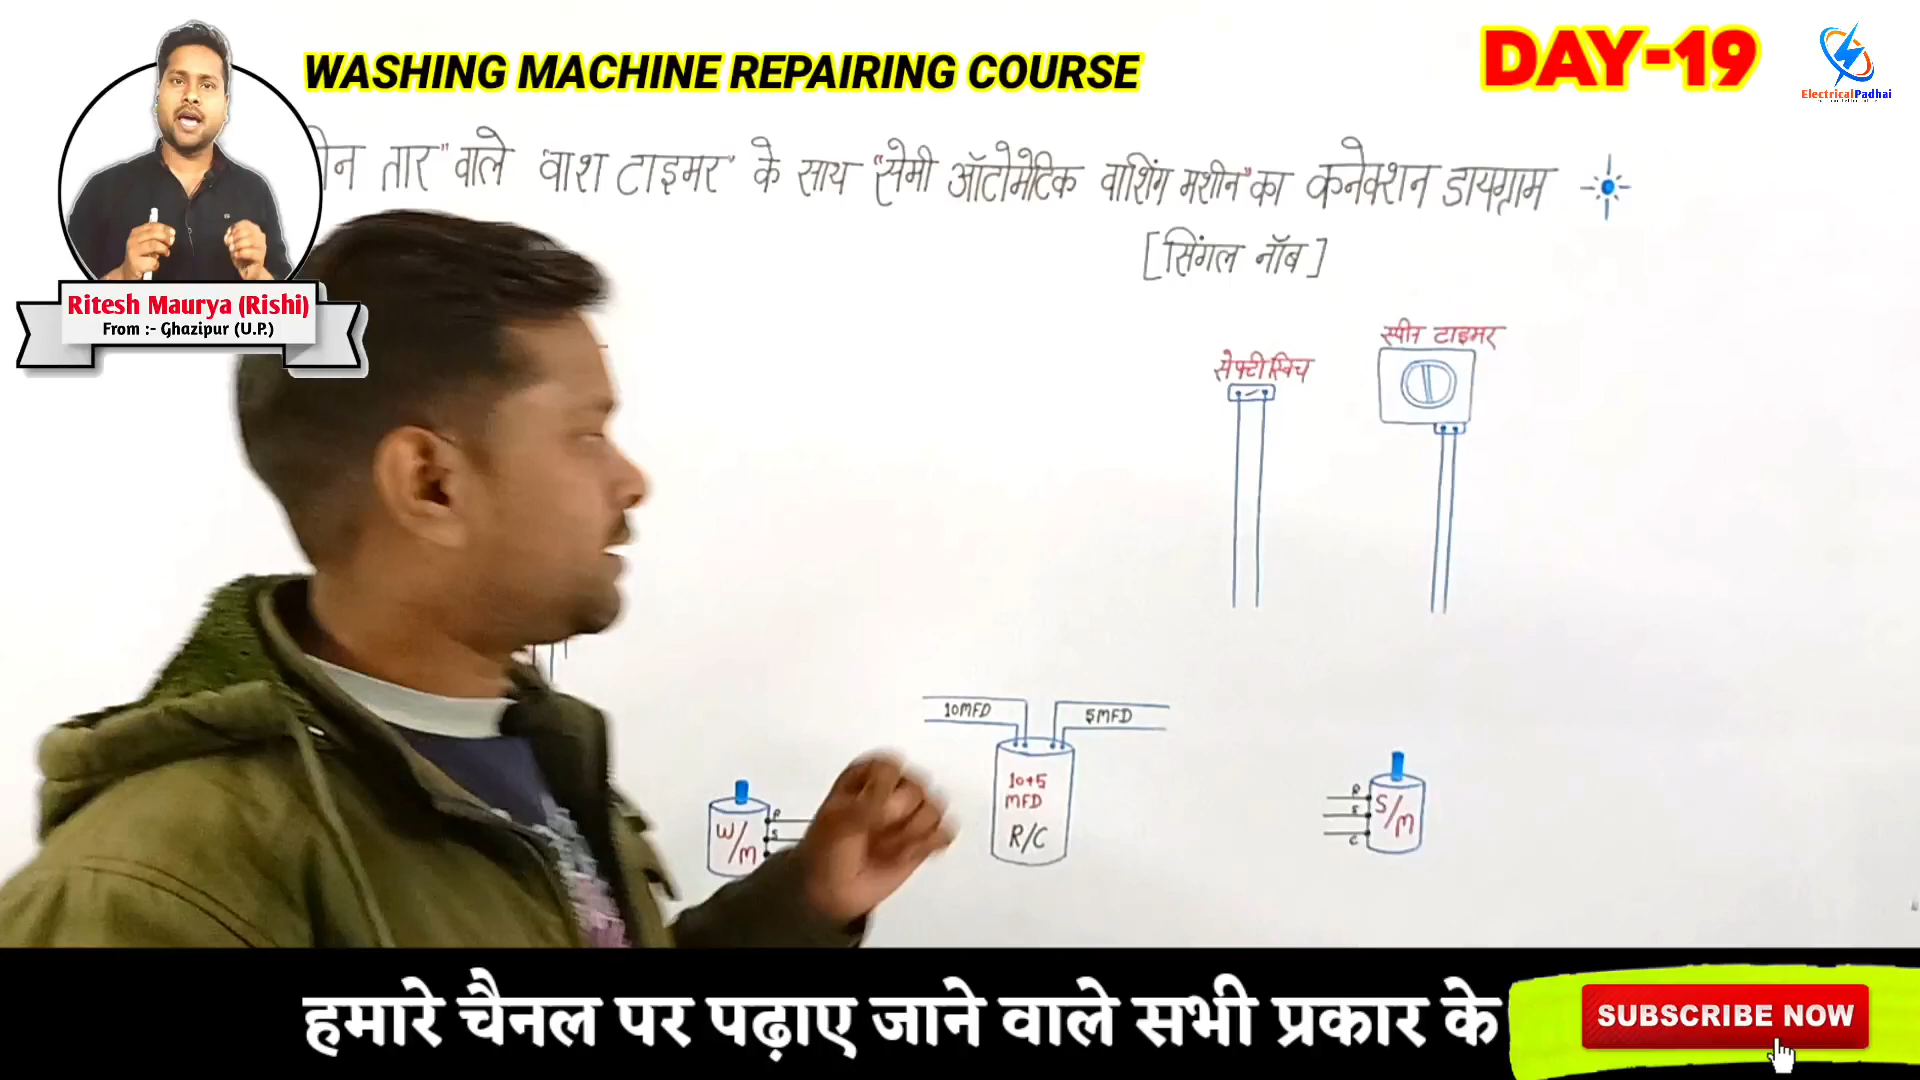 WASHING MACHINE REPAIRING COURSE
DAY-19
ElectricalPadhai
तार" वाले "वाश टाइमर" के साथ "सेमी ऑटोमेटिक वाशिंग मशीन" का कनेक्शन डायग्राम
[सिंगल नॉब]
Ritesh Maurya (Rishi)
From :- Ghazipur (U.P.)
स्पीन टाइमर
सेफ्टी स्विच
10MFD
5MFD
10+5
MFD
R/C
R
S
W/M
R
S
C
S/M
हमारे चैनल पर पढ़ाए जाने वाले सभी प्रकार के
SUBSCRIBE NOW